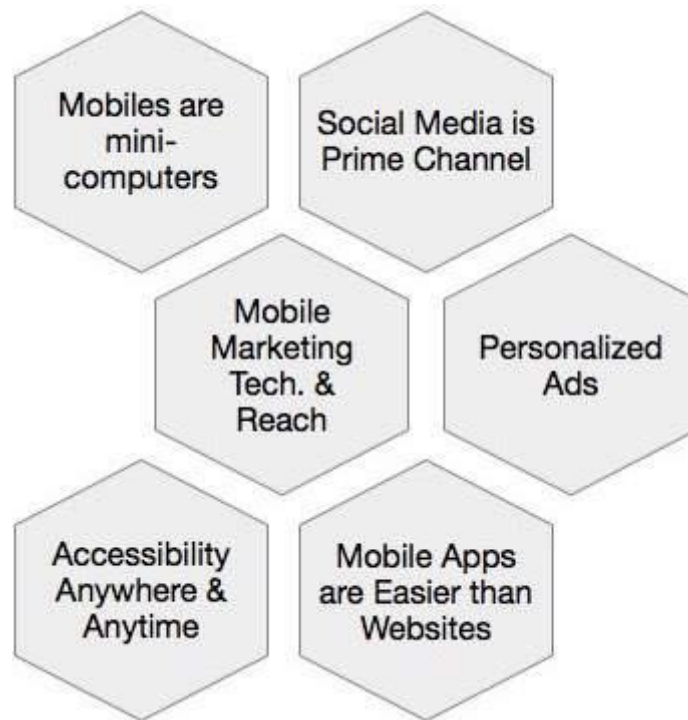 Mobiles are
mini-
computers
Social Media is
Prime Channel
Mobile
Marketing
Tech. &
Reach
Personalized
Ads
Accessibility
Anywhere &
Anytime
Mobile Apps
are Easier than
Websites